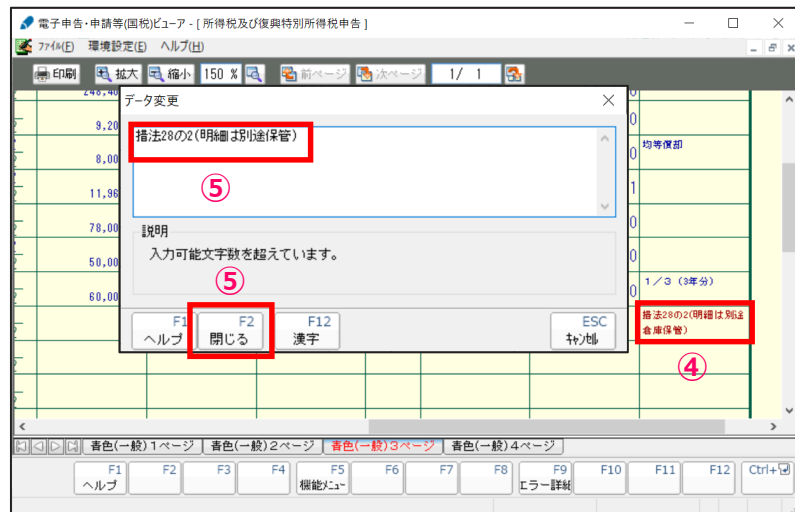 電子申告・申請等(国税)ビューア - [ 所得税及び復興特別所得税申告 ]
ファイル(F) 環境設定(E) ヘルプ(H)
印刷 拡大 縮小 150 % 前ページ 次ページ 1/ 1
データ変更
措法28の2(明細は別途保管)
⑤
9,20
8,00
均等償却
11,96
78,00
50,00
60,00
説明
入力可能文字数を超えています。
⑤
1/3 (3年分)
F1 ヘルプ F2 閉じる F12 漢字 ESC キャンセル
措法28の2(明細は別途
倉庫保管)
④
青色(一般)1ページ 青色(一般)2ページ 青色(一般)3ページ 青色(一般)4ページ
F1 ヘルプ F2 F3 F4 F5 機能メニュー F6 F7 F8 F9 エラー詳細 F10 F11 F12 Ctrl+